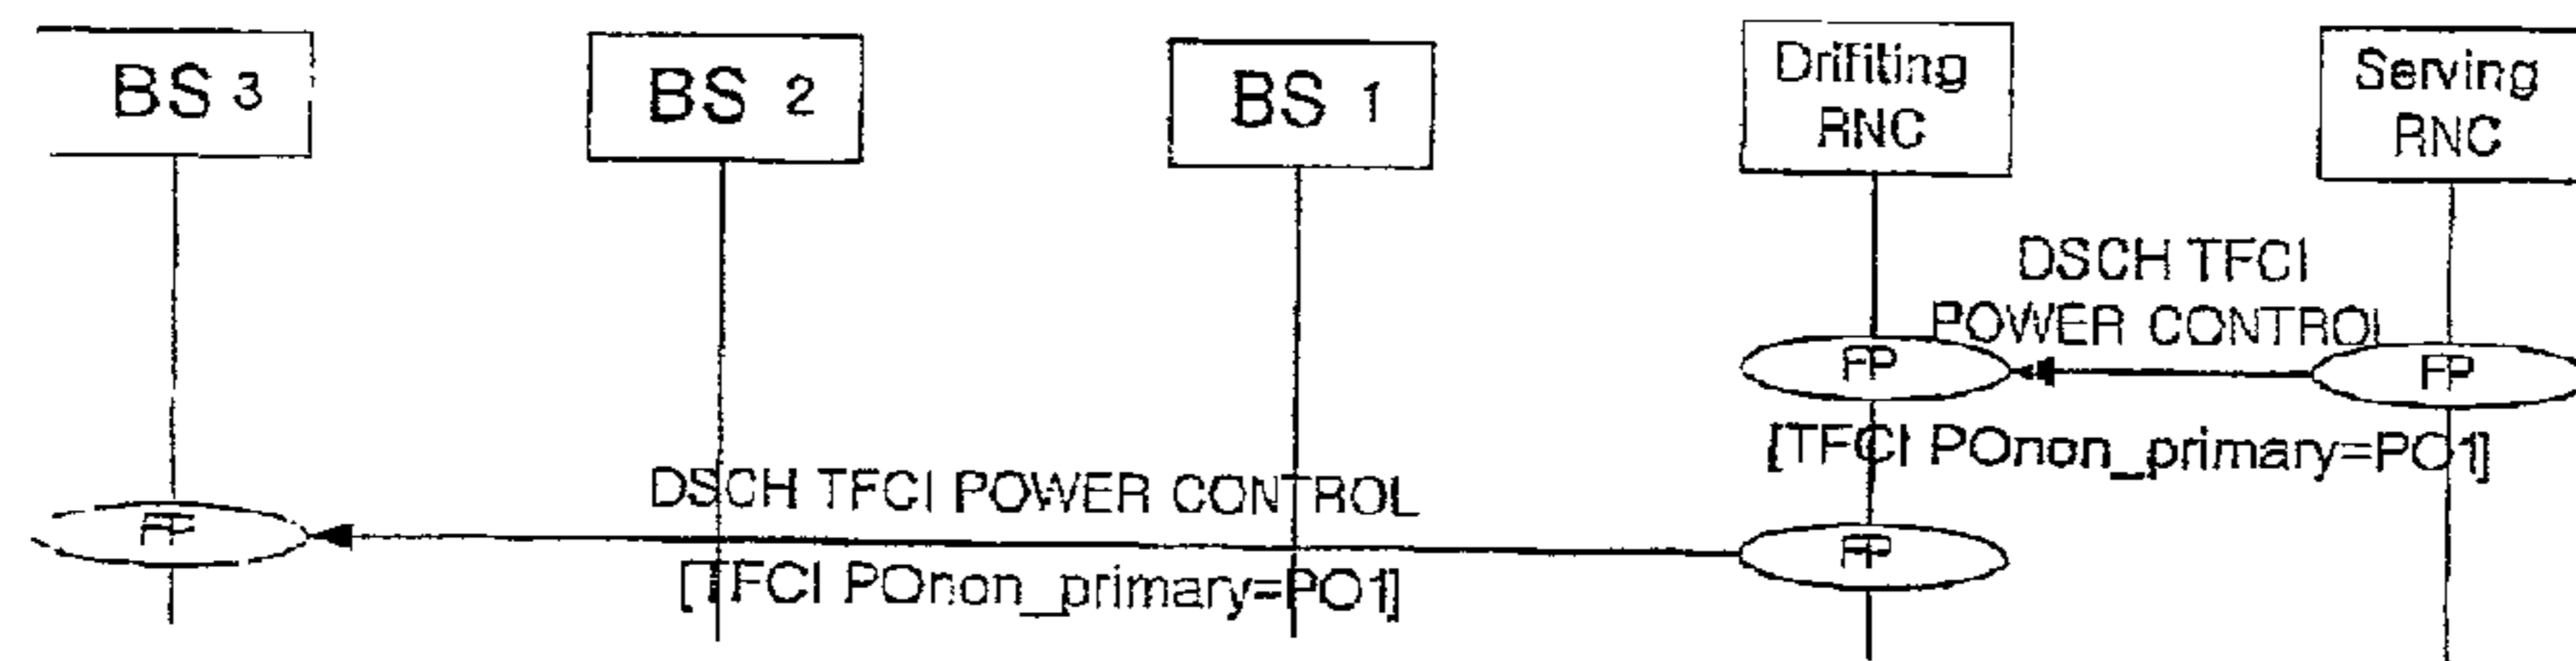 BS 3
BS 2
BS 1
Drifiting
RNC
Serving
RNC
DSCH TFCI
POWER CONTROL
FP
FP
[TFCI POnon_primary=PO1]
DSCH TFCI POWER CONTROL
FP
FP
[TFCI POnon_primary=PO1]